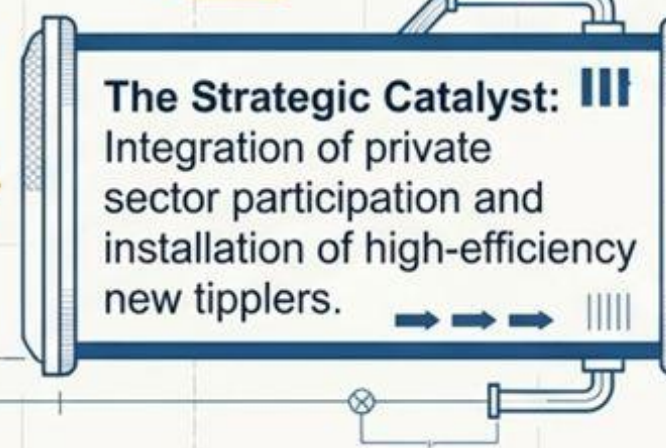 The Strategic Catalyst:
Integration of private
sector participation and
installation of high-efficiency
new tipplers.